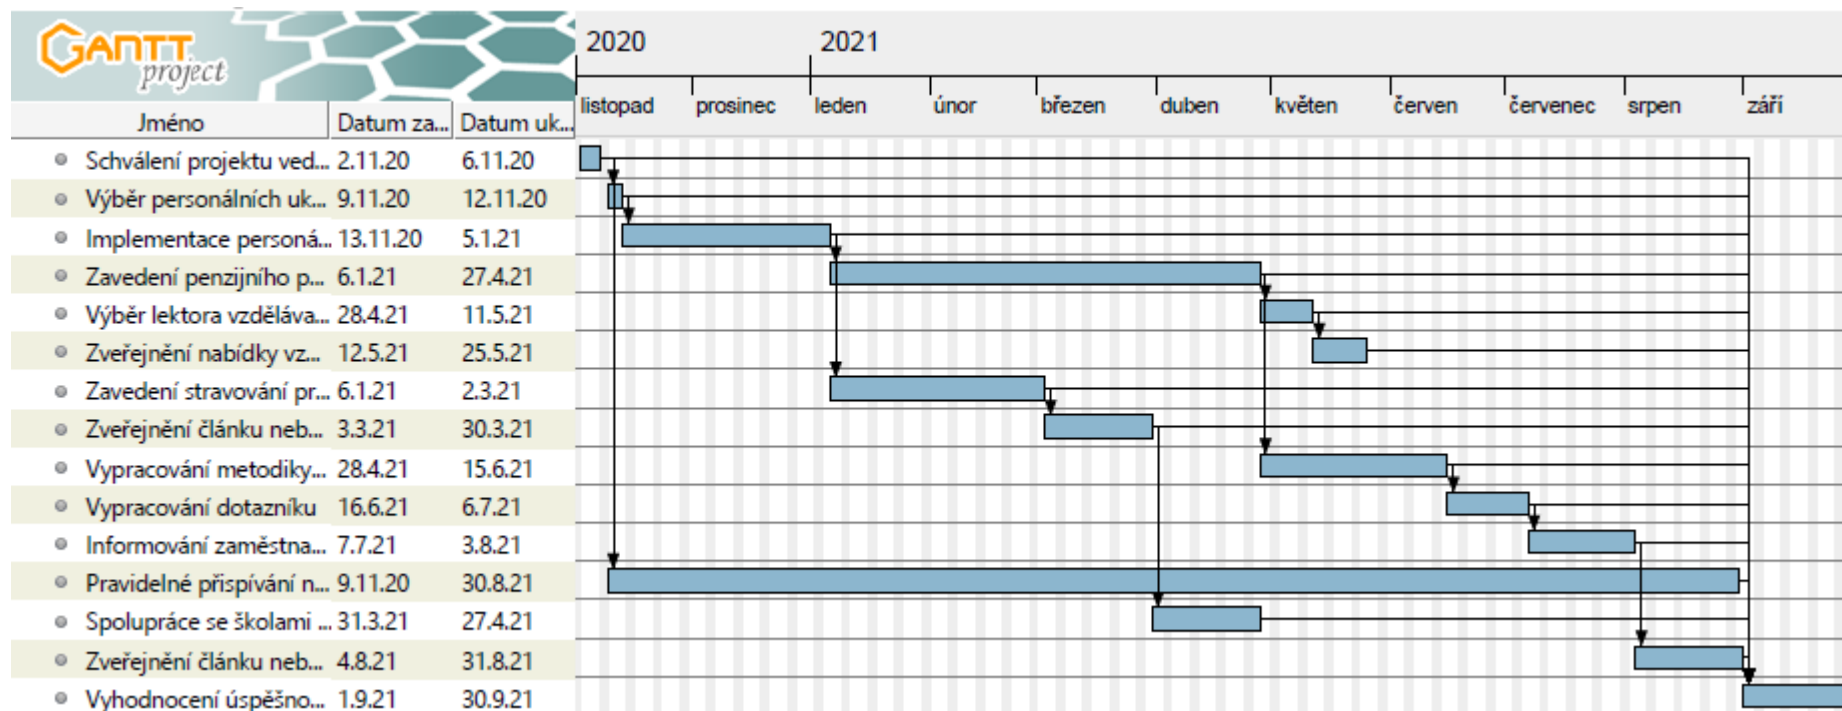 GANTT
project
2020 2021
listopad prosinec leden únor březen duben květen červen červenec srpen září
Jméno Datum za... Datum uk...
Schválení projektu ved... 2.11.20 6.11.20
Výběr personálních uk... 9.11.20 12.11.20
Implementace personá... 13.11.20 5.1.21
Zavedení penzijního p... 6.1.21 27.4.21
Výběr lektora vzděláva... 28.4.21 11.5.21
Zveřejnění nabídky vz... 12.5.21 25.5.21
Zavedení stravování pr... 6.1.21 2.3.21
Zveřejnění článku neb... 3.3.21 30.3.21
Vypracování metodiky... 28.4.21 15.6.21
Vypracování dotazníku 16.6.21 6.7.21
Informování zaměstna... 7.7.21 3.8.21
Pravidelné přispívání n... 9.11.20 30.8.21
Spolupráce se školami ... 31.3.21 27.4.21
Zveřejnění článku neb... 4.8.21 31.8.21
Vyhodnocení úspěšno... 1.9.21 30.9.21